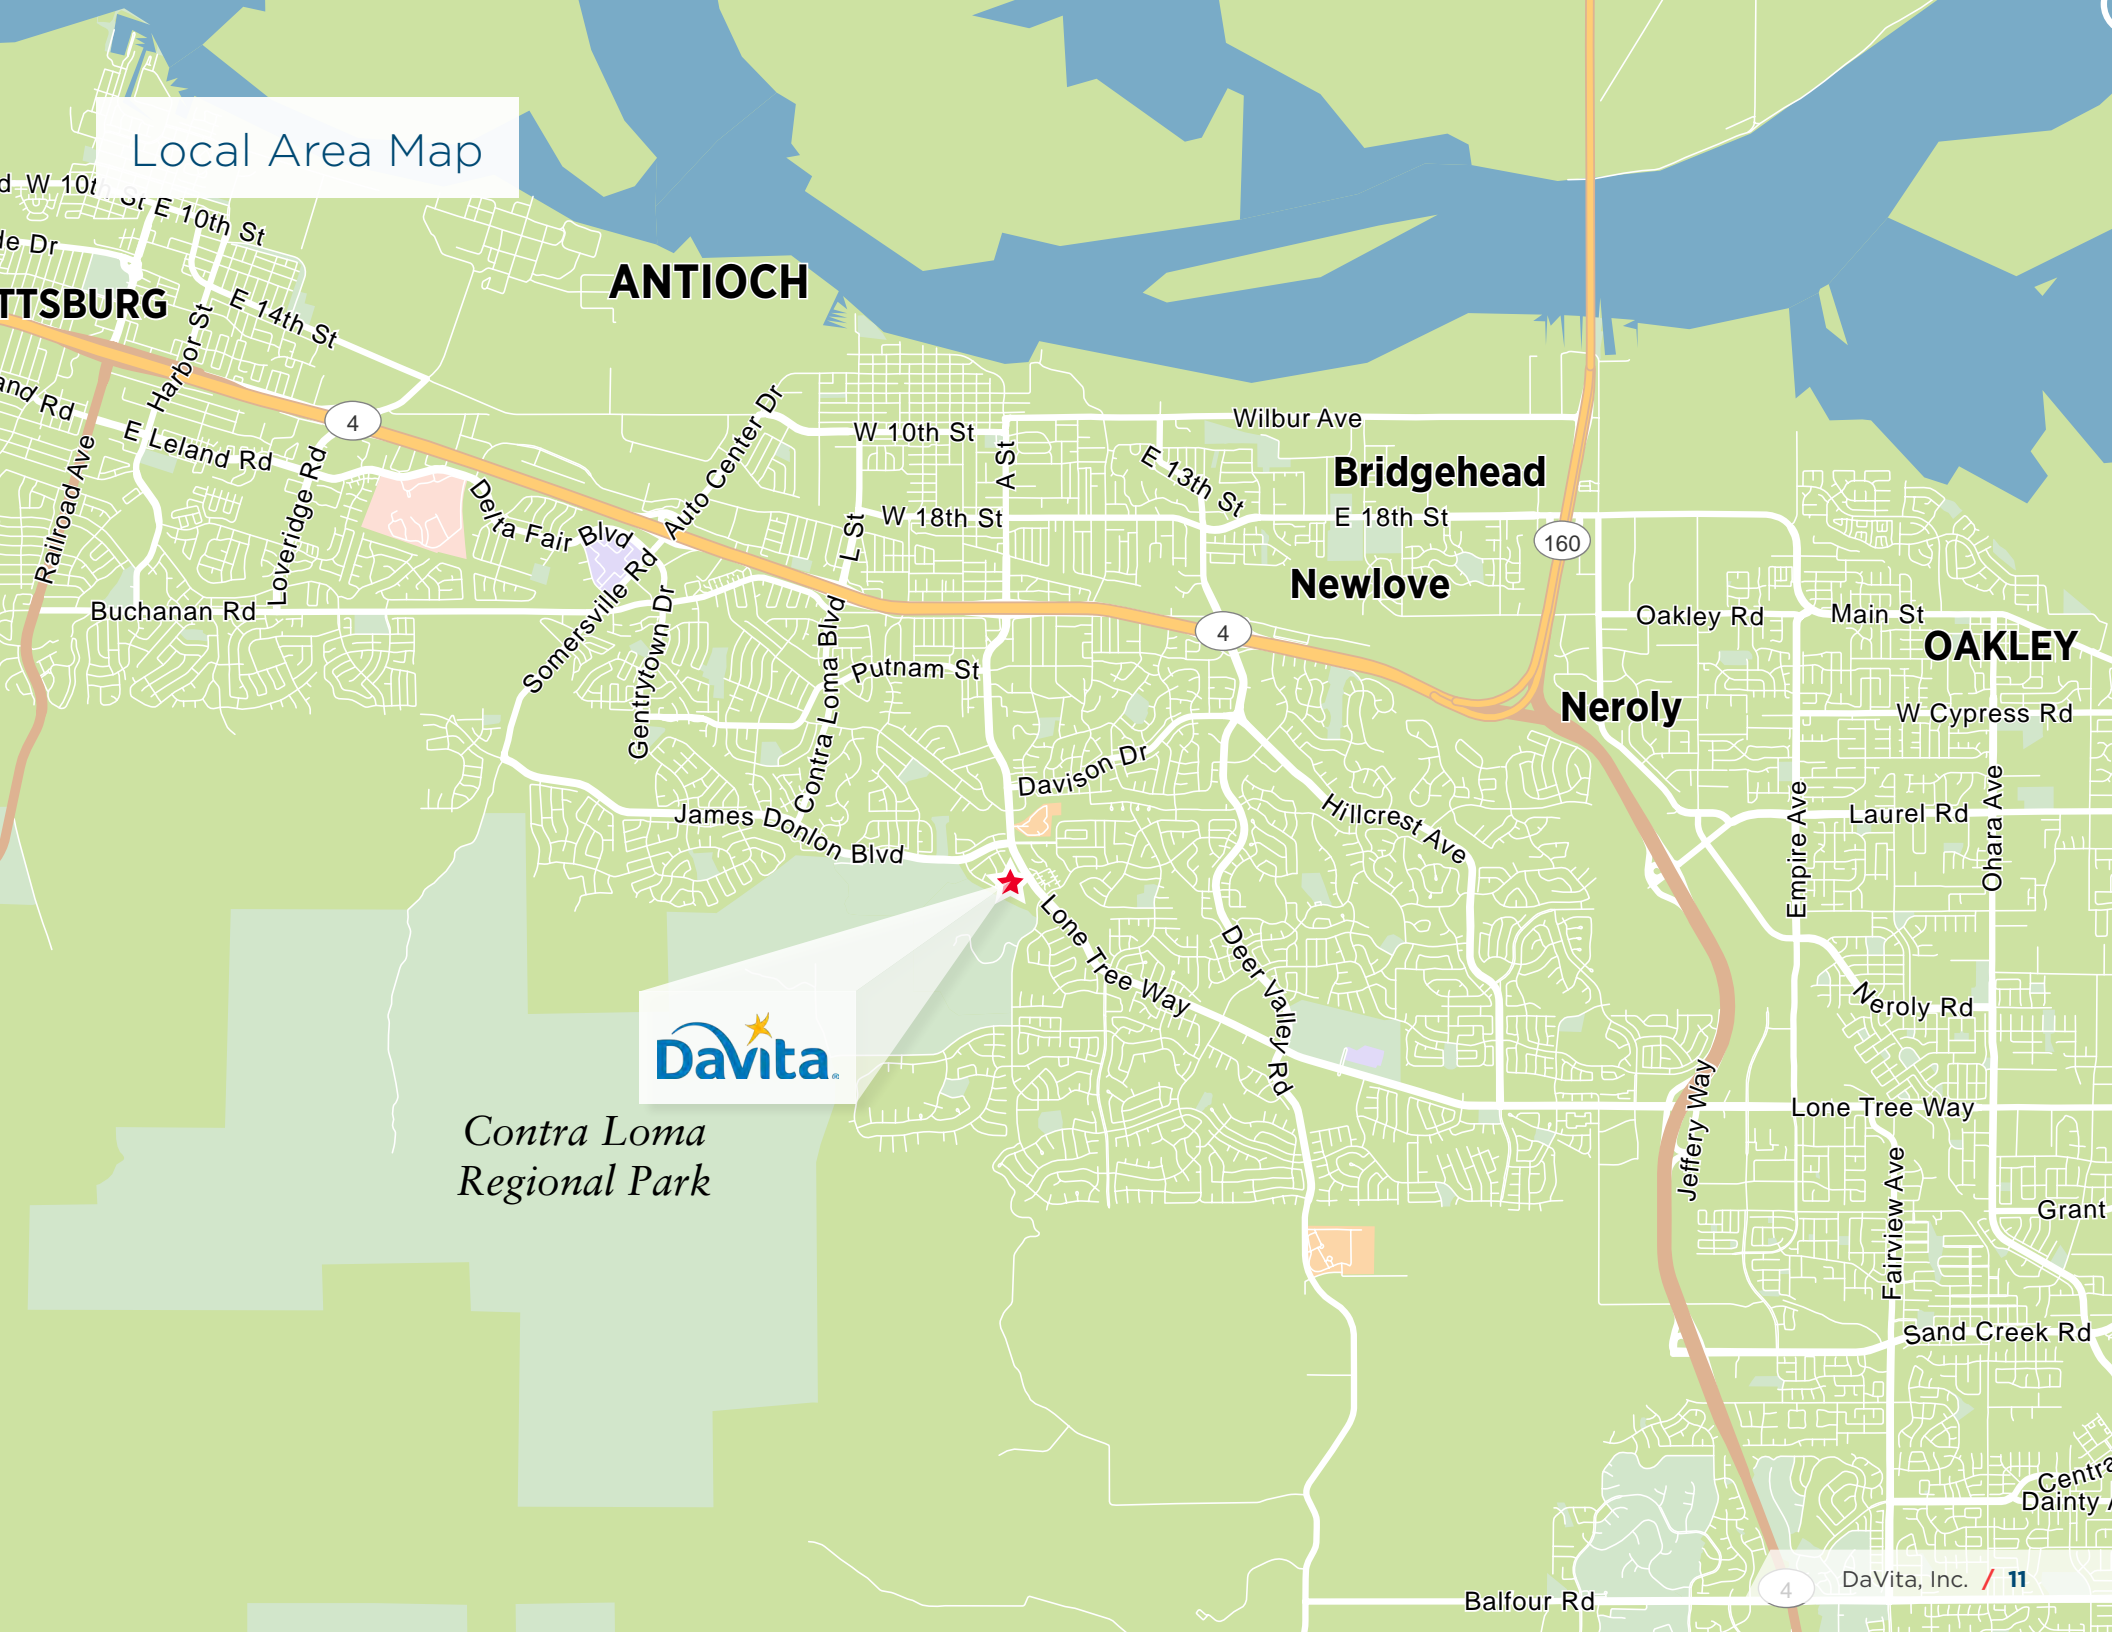 Local Area Map
d W 10th St
E 10th St
de Dr
ANTIOCH
TTSBURG
E 14th St
Harbor St
and Rd
4
E Leland Rd
Railroad Ave
Loveridge Rd
Buchanan Rd
Delta Fair Blvd
Auto Center Dr
Somersville Rd
Gentrytown Dr
W 10th St
A St
L St
W 18th St
Wilbur Ave
E 13th St
Bridgehead
E 18th St
160
Newlove
4
Oakley Rd
Main St
OAKLEY
Contra Loma Blvd
Putnam St
Neroly
W Cypress Rd
Davison Dr
James Donlon Blvd
Hillcrest Ave
Empire Ave
Laurel Rd
Ohara Ave
Lone Tree Way
Deer Valley Rd
Neroly Rd
DaVita®
Contra Loma
Regional Park
Jeffery Way
Lone Tree Way
Fairview Ave
Grant
Sand Creek Rd
Centra
Dainty A
Balfour Rd
4
DaVita, Inc. / 11